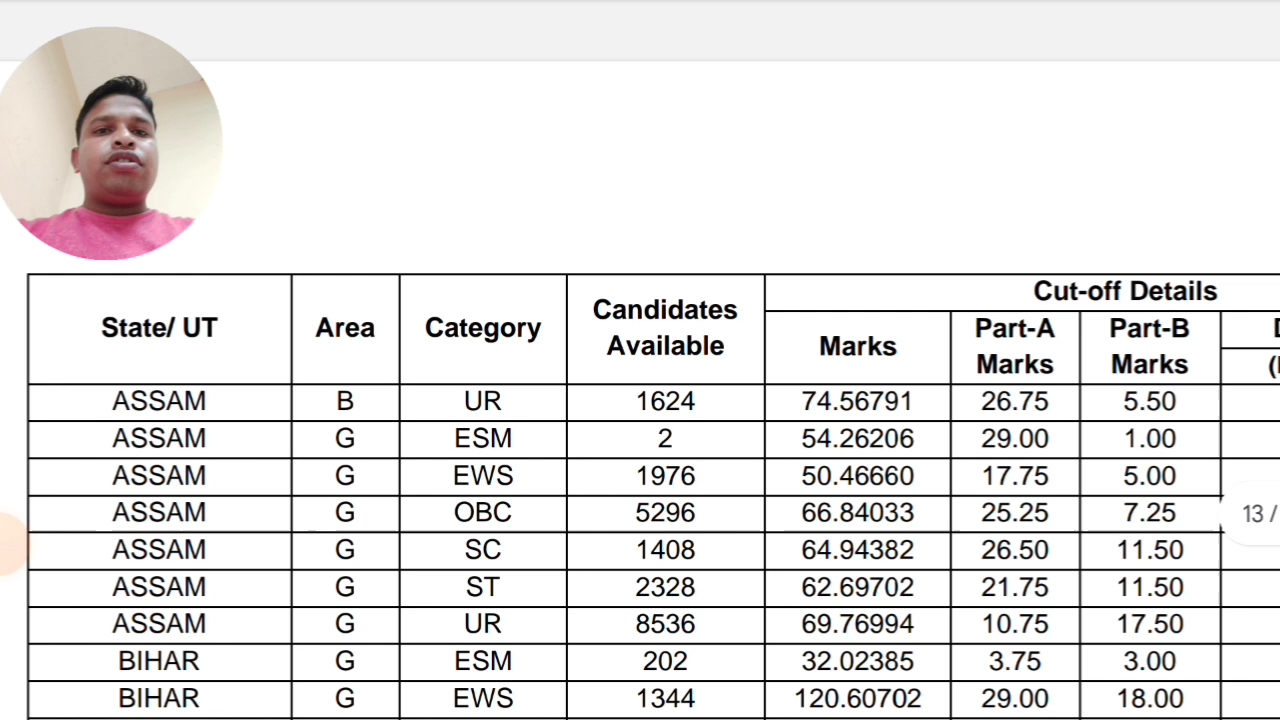 State/ UT Area Category Candidates Available Cut-off Details
Marks Part-A Marks Part-B Marks
ASSAM B UR 1624 74.56791 26.75 5.50
ASSAM G ESM 2 54.26206 29.00 1.00
ASSAM G EWS 1976 50.46660 17.75 5.00
ASSAM G OBC 5296 66.84033 25.25 7.25
13 /
ASSAM G SC 1408 64.94382 26.50 11.50
ASSAM G ST 2328 62.69702 21.75 11.50
ASSAM G UR 8536 69.76994 10.75 17.50
BIHAR G ESM 202 32.02385 3.75 3.00
BIHAR G EWS 1344 120.60702 29.00 18.00